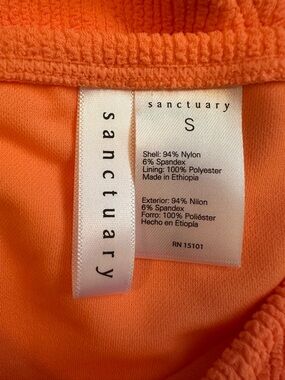 sanctuary
sanctuary
S
Shell: 94% Nylon
6% Spandex
Lining: 100% Polyester
Made in Ethiopia
Exterior: 94% Nilon
6% Spandex
Forro: 100% Poliéster
Hecho en Etiopia
RN 15101